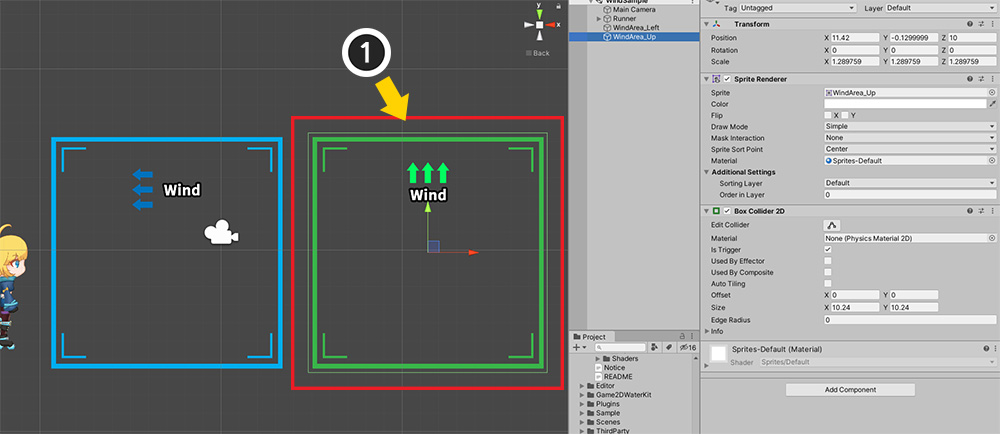 1
Wind
Wind
y
x
Back
WindSample
Main Camera
Runner
WindArea_Left
WindArea_Up
Project
16
Shaders
Notice
README
Editor
Game2DWaterKit
Plugins
Sample
Scenes
ThirdParty
Tag Untagged Layer Default
Transform
Position X 11.42 Y -0.1299999 Z 10
Rotation X 0 Y 0 Z 0
Scale X 1.289759 Y 1.289759 Z 1.289759
Sprite Renderer
Sprite WindArea_Up
Color
Flip X Y
Draw Mode Simple
Mask Interaction None
Sprite Sort Point Center
Material Sprites-Default
Additional Settings
Sorting Layer Default
Order in Layer 0
Box Collider 2D
Edit Collider
Material None (Physics Material 2D)
Is Trigger
Used By Effector
Used By Composite
Auto Tiling
Offset X 0 Y 0
Size X 10.24 Y 10.24
Edge Radius 0
Info
Sprites-Default (Material)
Shader Sprites/Default
Add Component